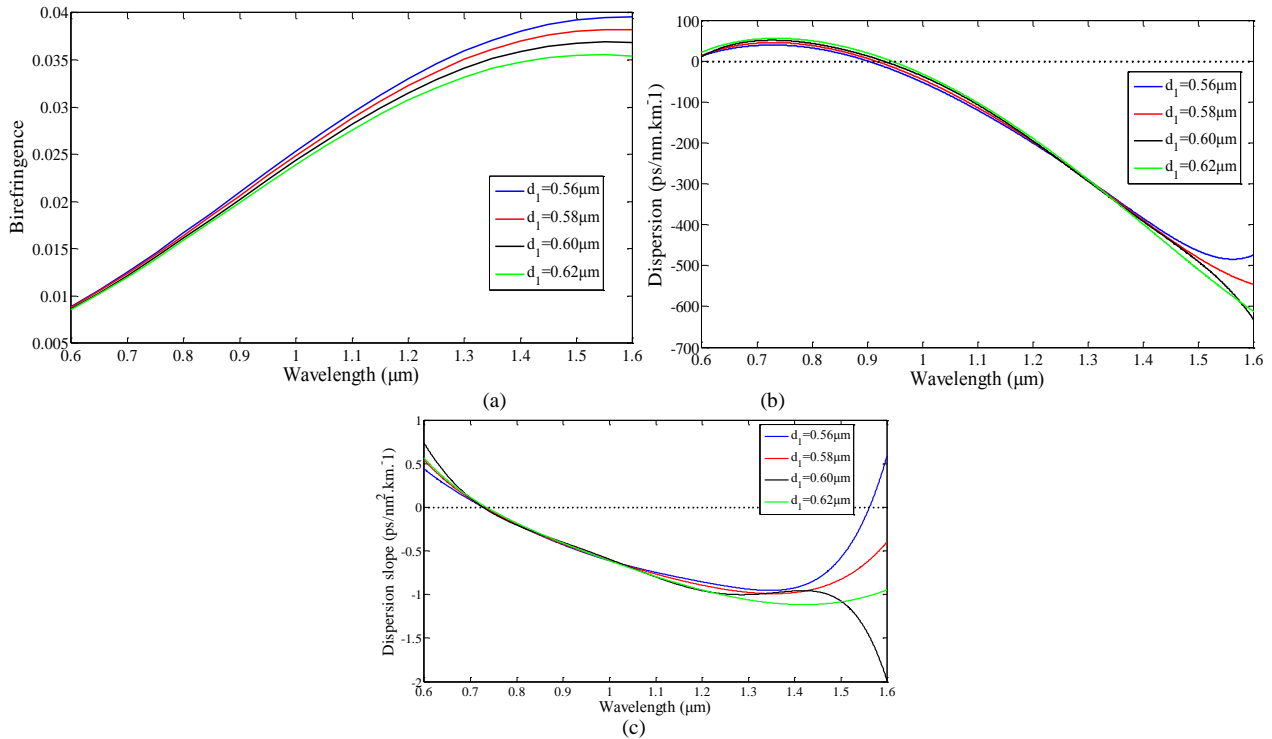 0.04
0.035
0.03
0.025
0.02
0.015
0.01
0.005
Birefringence
0.6 0.7 0.8 0.9 1 1.1 1.2 1.3 1.4 1.5 1.6
Wavelength (μm)
d1=0.56μm
d1=0.58μm
d1=0.60μm
d1=0.62μm
(a)
100
0
-100
-200
-300
-400
-500
-600
-700
Dispersion (ps/nm.km-1)
0.6 0.7 0.8 0.9 1 1.1 1.2 1.3 1.4 1.5 1.6
Wavelength (μm)
d1=0.56μm
d1=0.58μm
d1=0.60μm
d1=0.62μm
(b)
1
0.5
0
-0.5
-1
-1.5
-2
Dispersion slope (ps/nm2.km-1)
0.6 0.7 0.8 0.9 1 1.1 1.2 1.3 1.4 1.5 1.6
Wavelength (μm)
d1=0.56μm
d1=0.58μm
d1=0.60μm
d1=0.62μm
(c)